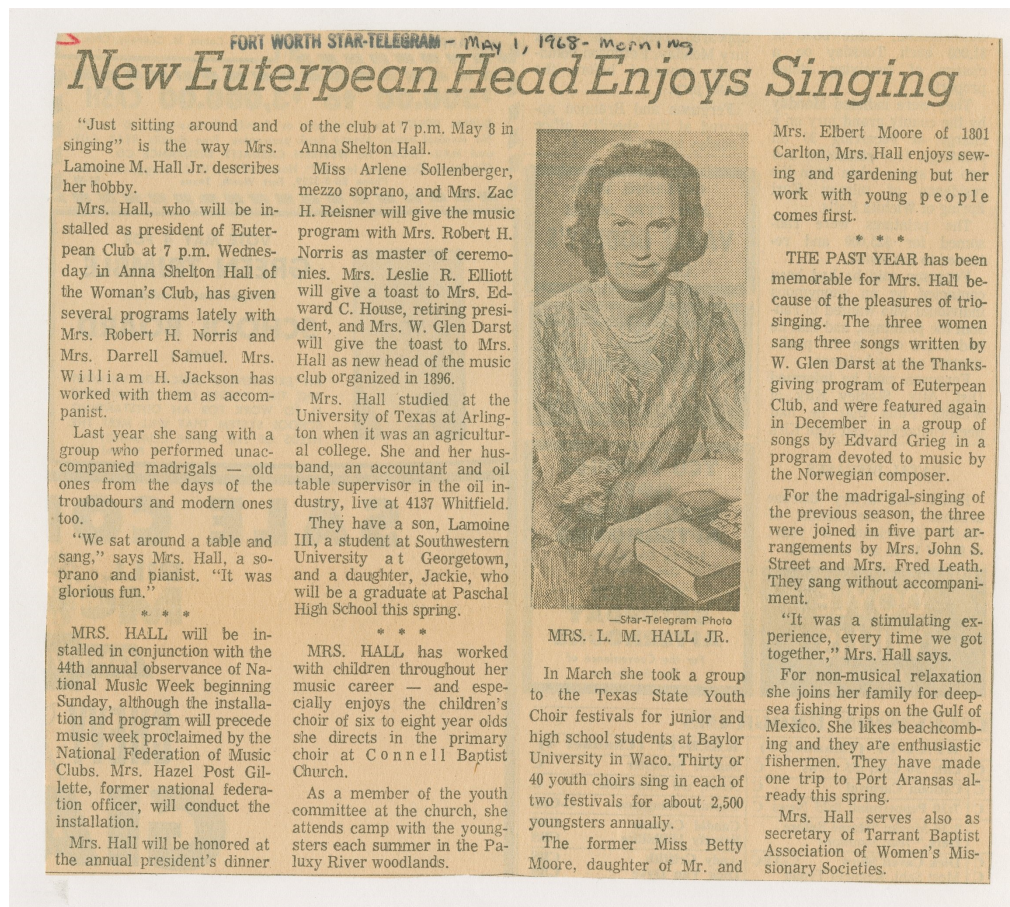 FORT WORTH STAR-TELEGRAM - May 1, 1968 - Morning
New Euterpean Head Enjoys Singing
"Just sitting around and
singing" is the way Mrs.
Lamoine M. Hall Jr. describes
her hobby.
Mrs. Hall, who will be in-
stalled as president of Euter-
pean Club at 7 p.m. Wednes-
day in Anna Shelton Hall of
the Woman's Club, has given
several programs lately with
Mrs. Robert H. Norris and
Mrs. Darrell Samuel. Mrs.
William H. Jackson has
worked with them as accom-
panist.
Last year she sang with a
group who performed unac-
companied madrigals — old
ones from the days of the
troubadours and modern ones
too.
"We sat around a table and
sang," says Mrs. Hall, a so-
prano and pianist. "It was
glorious fun."
* * *
MRS. HALL will be in-
stalled in conjunction with the
44th annual observance of Na-
tional Music Week beginning
Sunday, although the installa-
tion and program will precede
music week proclaimed by the
National Federation of Music
Clubs. Mrs. Hazel Post Gil-
lette, former national federa-
tion officer, will conduct the
installation.
Mrs. Hall will be honored at
the annual president's dinner
of the club at 7 p.m. May 8 in
Anna Shelton Hall.
Miss Arlene Sollenberger,
mezzo soprano, and Mrs. Zac
H. Reisner will give the music
program with Mrs. Robert H.
Norris as master of ceremo-
nies. Mrs. Leslie R. Elliott
will give a toast to Mrs. Ed-
ward C. House, retiring presi-
dent, and Mrs. W. Glen Darst
will give the toast to Mrs.
Hall as new head of the music
club organized in 1896.
Mrs. Hall studied at the
University of Texas at Arling-
ton when it was an agricultur-
al college. She and her hus-
band, an accountant and oil
table supervisor in the oil in-
dustry, live at 4137 Whitfield.
They have a son, Lamoine
III, a student at Southwestern
University at Georgetown,
and a daughter, Jackie, who
will be a graduate at Paschal
High School this spring.
* * *
MRS. HALL has worked
with children throughout her
music career — and espe-
cially enjoys the children's
choir of six to eight year olds
she directs in the primary
choir at Connell Baptist
Church.
As a member of the youth
committee at the church, she
attends camp with the young-
sters each summer in the Pa-
luxy River woodlands.
—Star-Telegram Photo
MRS. L. M. HALL JR.
In March she took a group
to the Texas State Youth
Choir festivals for junior and
high school students at Baylor
University in Waco. Thirty or
40 youth choirs sing in each of
two festivals for about 2,500
youngsters annually.
The former Miss Betty
Moore, daughter of Mr. and
Mrs. Elbert Moore of 1801
Carlton, Mrs. Hall enjoys sew-
ing and gardening but her
work with young people
comes first.
* * *
THE PAST YEAR has been
memorable for Mrs. Hall be-
cause of the pleasures of trio-
singing. The three women
sang three songs written by
W. Glen Darst at the Thanks-
giving program of Euterpean
Club, and were featured again
in December in a group of
songs by Edvard Grieg in a
program devoted to music by
the Norwegian composer.
For the madrigal-singing of
the previous season, the three
were joined in five part ar-
rangements by Mrs. John S.
Street and Mrs. Fred Leath.
They sang without accompani-
ment.
"It was a stimulating ex-
perience, every time we got
together," Mrs. Hall says.
For non-musical relaxation
she joins her family for deep-
sea fishing trips on the Gulf of
Mexico. She likes beachcomb-
ing and they are enthusiastic
fishermen. They have made
one trip to Port Aransas al-
ready this spring.
Mrs. Hall serves also as
secretary of Tarrant Baptist
Association of Women's Mis-
sionary Societies.